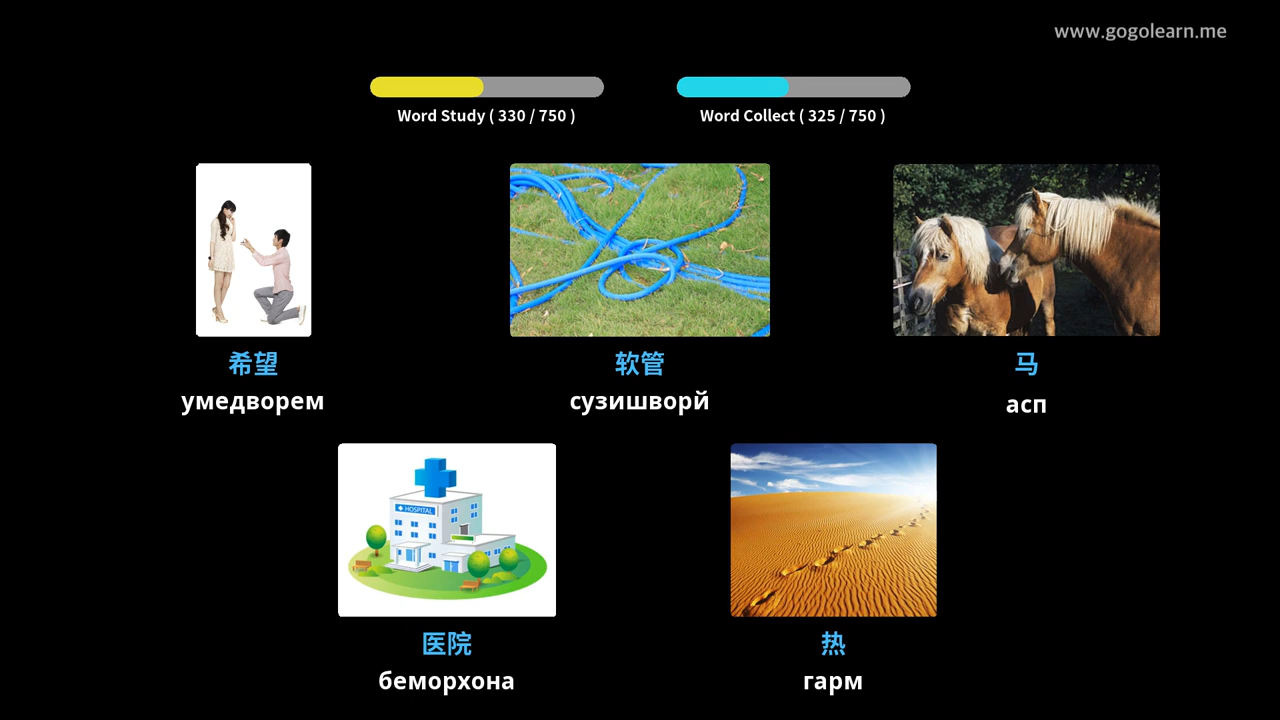 www.gogolearn.me
Word Study ( 330 / 750 )
Word Collect ( 325 / 750 )
希望
умедворем
软管
сузишворй
马
асп
HOSPITAL
医院
беморхона
热
гарм